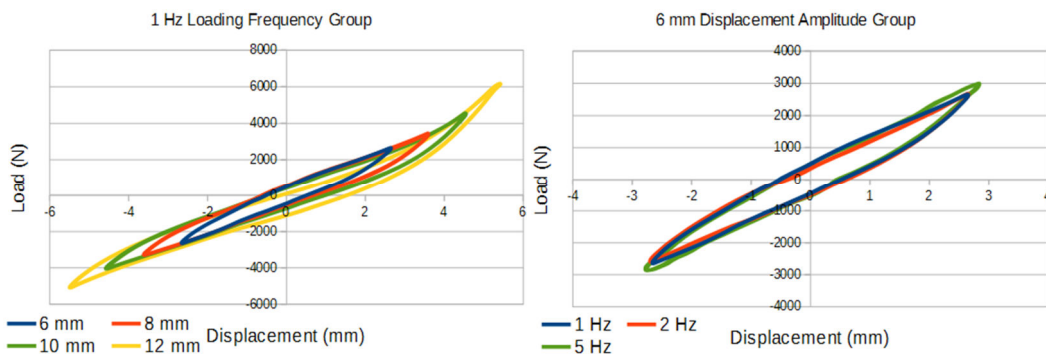 1 Hz Loading Frequency Group
8000
6000
4000
2000
0
-2000
-4000
-6000
-6
-4
-2
0
2
4
6
Load (N)
Displacement (mm)
6 mm
8 mm
10 mm
12 mm
6 mm Displacement Amplitude Group
4000
3000
2000
1000
0
-1000
-2000
-3000
-4000
-4
-3
-2
-1
0
1
2
3
4
Load (N)
Displacement (mm)
1 Hz
2 Hz
5 Hz